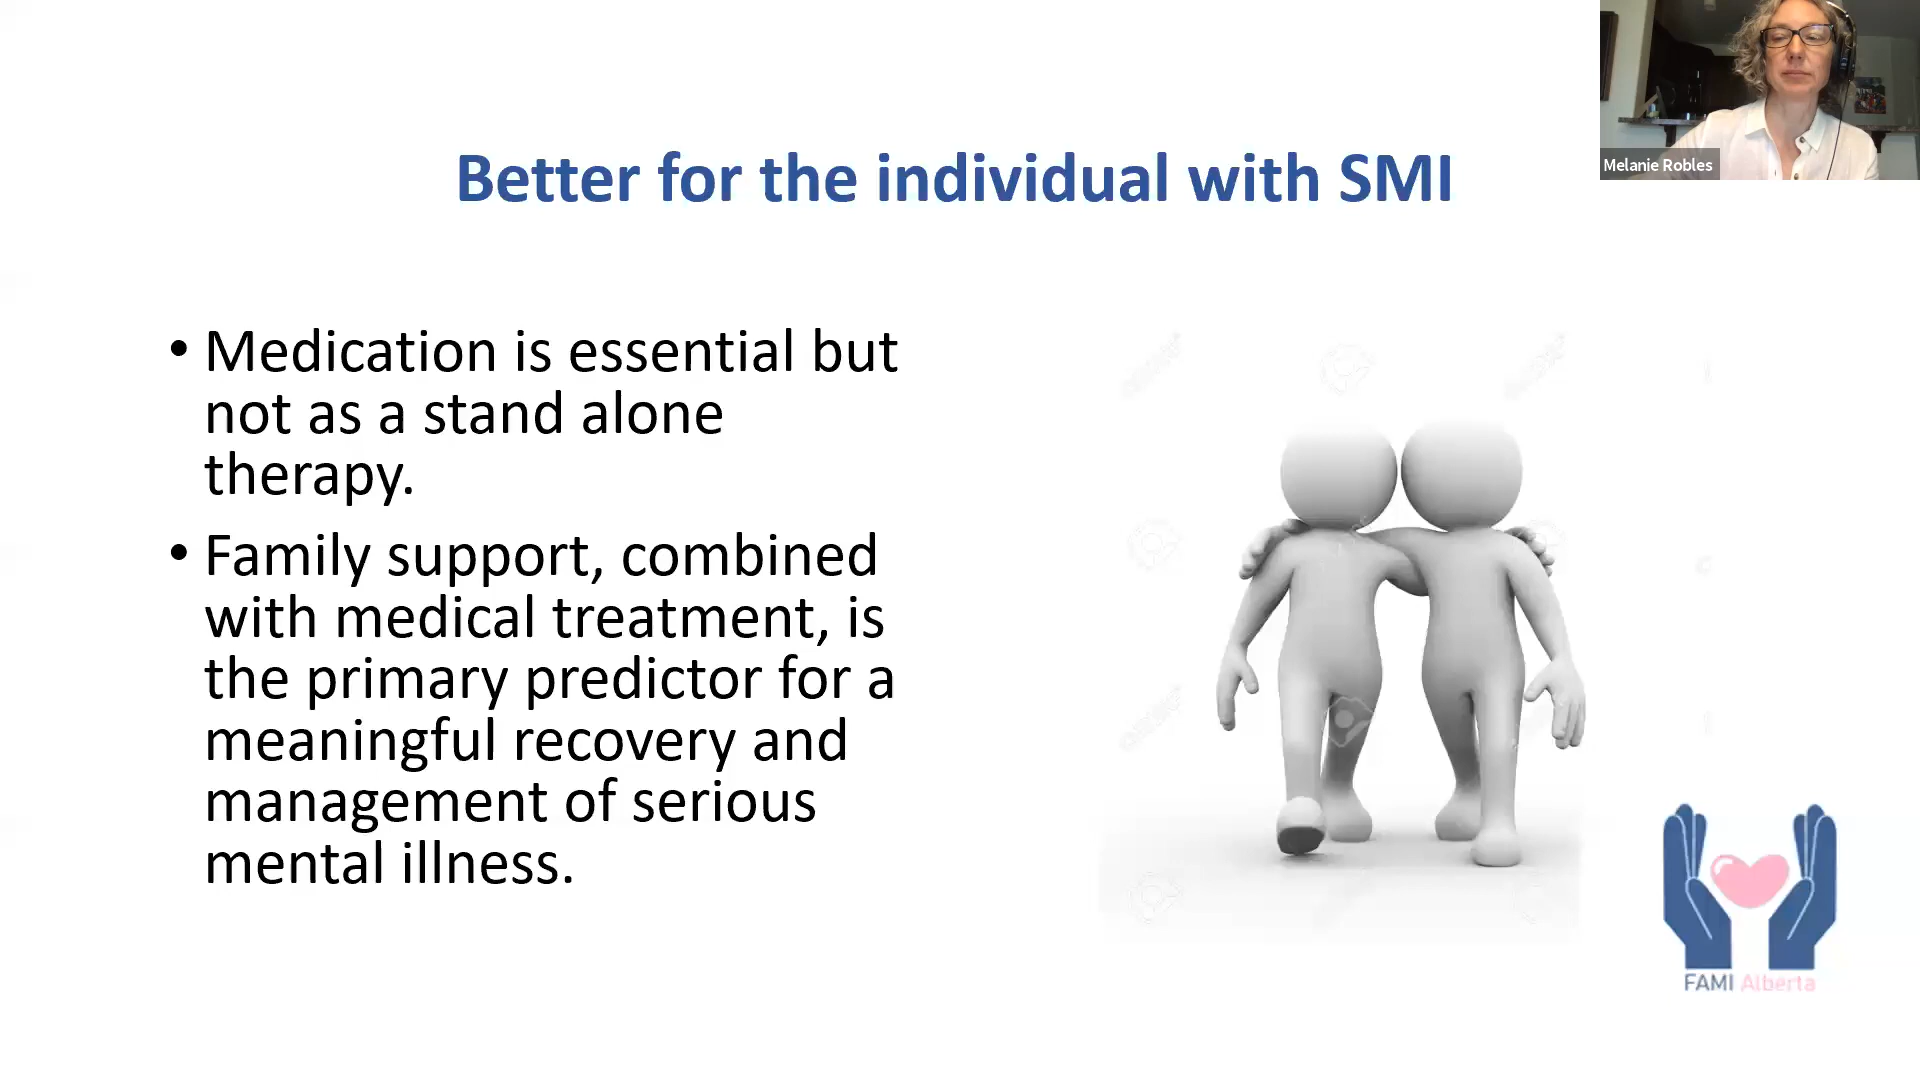 Melanie Robles
Better for the individual with SMI
• Medication is essential but
not as a stand alone
therapy.
• Family support, combined
with medical treatment, is
the primary predictor for a
meaningful recovery and
management of serious
mental illness.
FAMI Alberta